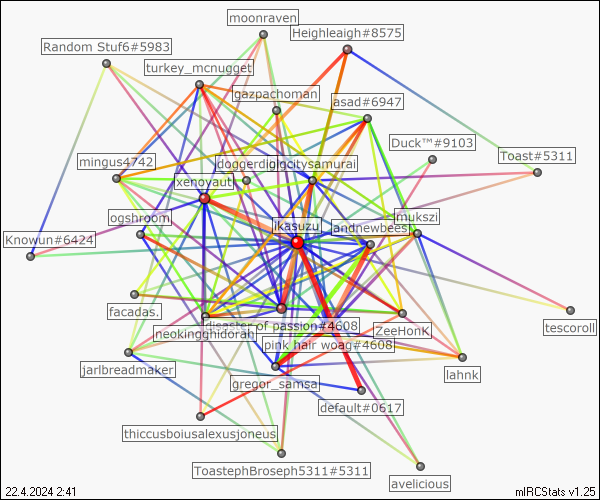 moonraven
Heighleaigh#8575
Random Stuf6#5983
turkey_mcnugget
gazpachoman
asad#6947
Duck™#9103
Toast#5311
mingus4742
doggerdigigcitysamurai
xenoyaut
jmukszi
ogshroom
ikasuzu
andnewbees
Knowun#6424
facadas.
disaster of passion#4608
tescoroll
neokingghidorah
ZeeHonK
pink hair woag#4608
jarlbreadmaker
lahnk
gregor_samsa
default#0617
thiccusboiusalexusjoneus
ToastephBroseph5311#5311
avelicious
22.4.2024 2:41
mIRCStats v1.25